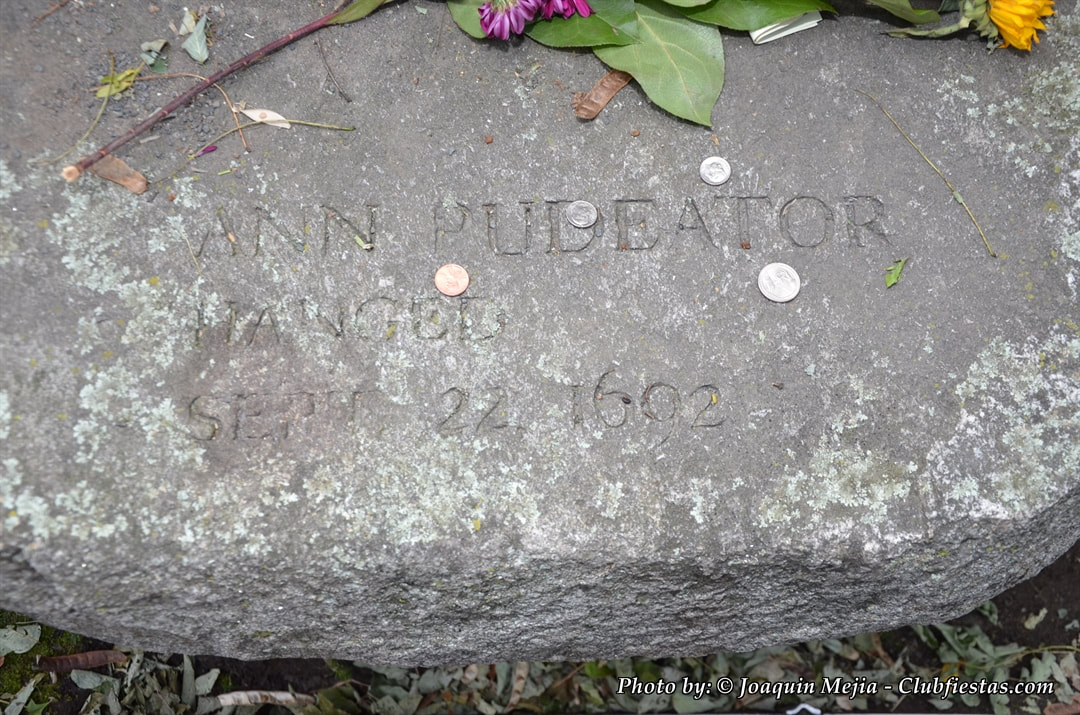 ANN PUDEATOR
HANGED
SEPT. 22, 1692
Photo by: © Joaquin Mejia - Clubfiestas.com